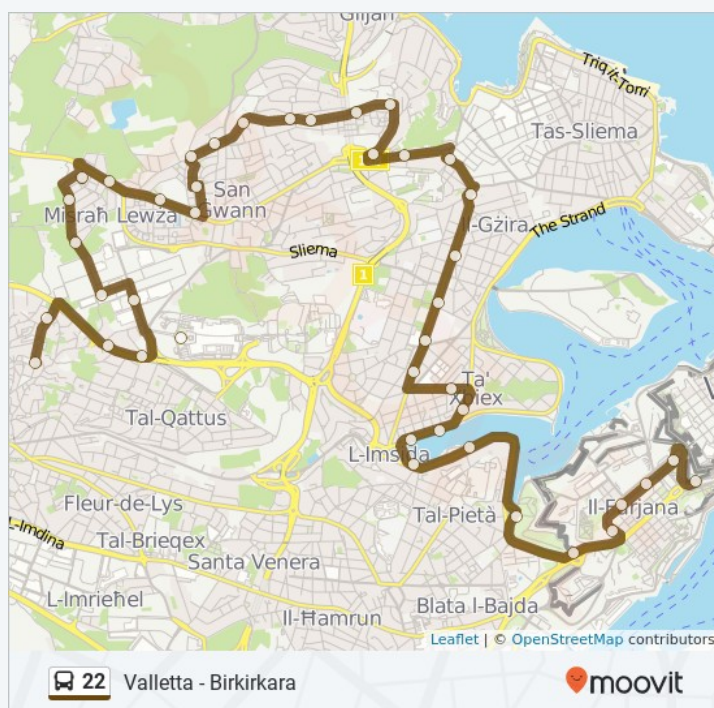 Ġiljan
Triq it-Torri
Tas-Sliema
San
Ġwann
Misraħ Lewża
Il-Gżira
The Strand
Sliema
1
Ta'
Xbiex
Tal-Qattus
L-Imsida
Fleur-de-Lys
Tal-Pietà
Il-Furjana
L-Imdina
Tal-Brieqex
Santa Venera
L-Imrieħel
Blata l-Bajda
Il-Ħamrun
Leaflet | © OpenStreetMap contributors
22 Valletta - Birkirkara
moovit